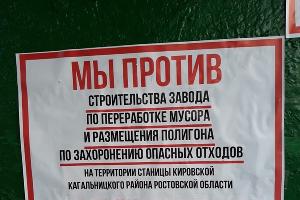 МЫ ПРОТИВ
СТРОИТЕЛЬСТВА ЗАВОДА
ПО ПЕРЕРАБОТКЕ МУСОРА
И РАЗМЕЩЕНИЯ ПОЛИГОНА
ПО ЗАХОРОНЕНИЮ ОПАСНЫХ ОТХОДОВ
НА ТЕРРИТОРИИ СТАНИЦЫ КИРОВСКОЙ
КАГАЛЬНИЦКОГО РАЙОНА РОСТОВСКОЙ ОБЛАСТИ